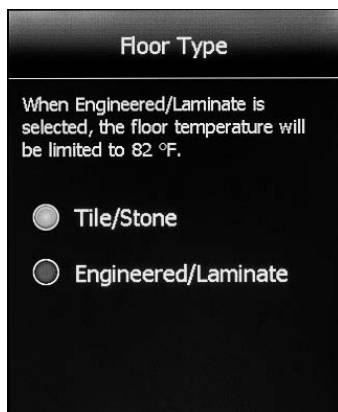 Floor Type
When Engineered/Laminate is
selected, the floor temperature will
be limited to 82 °F.
Tile/Stone
Engineered/Laminate